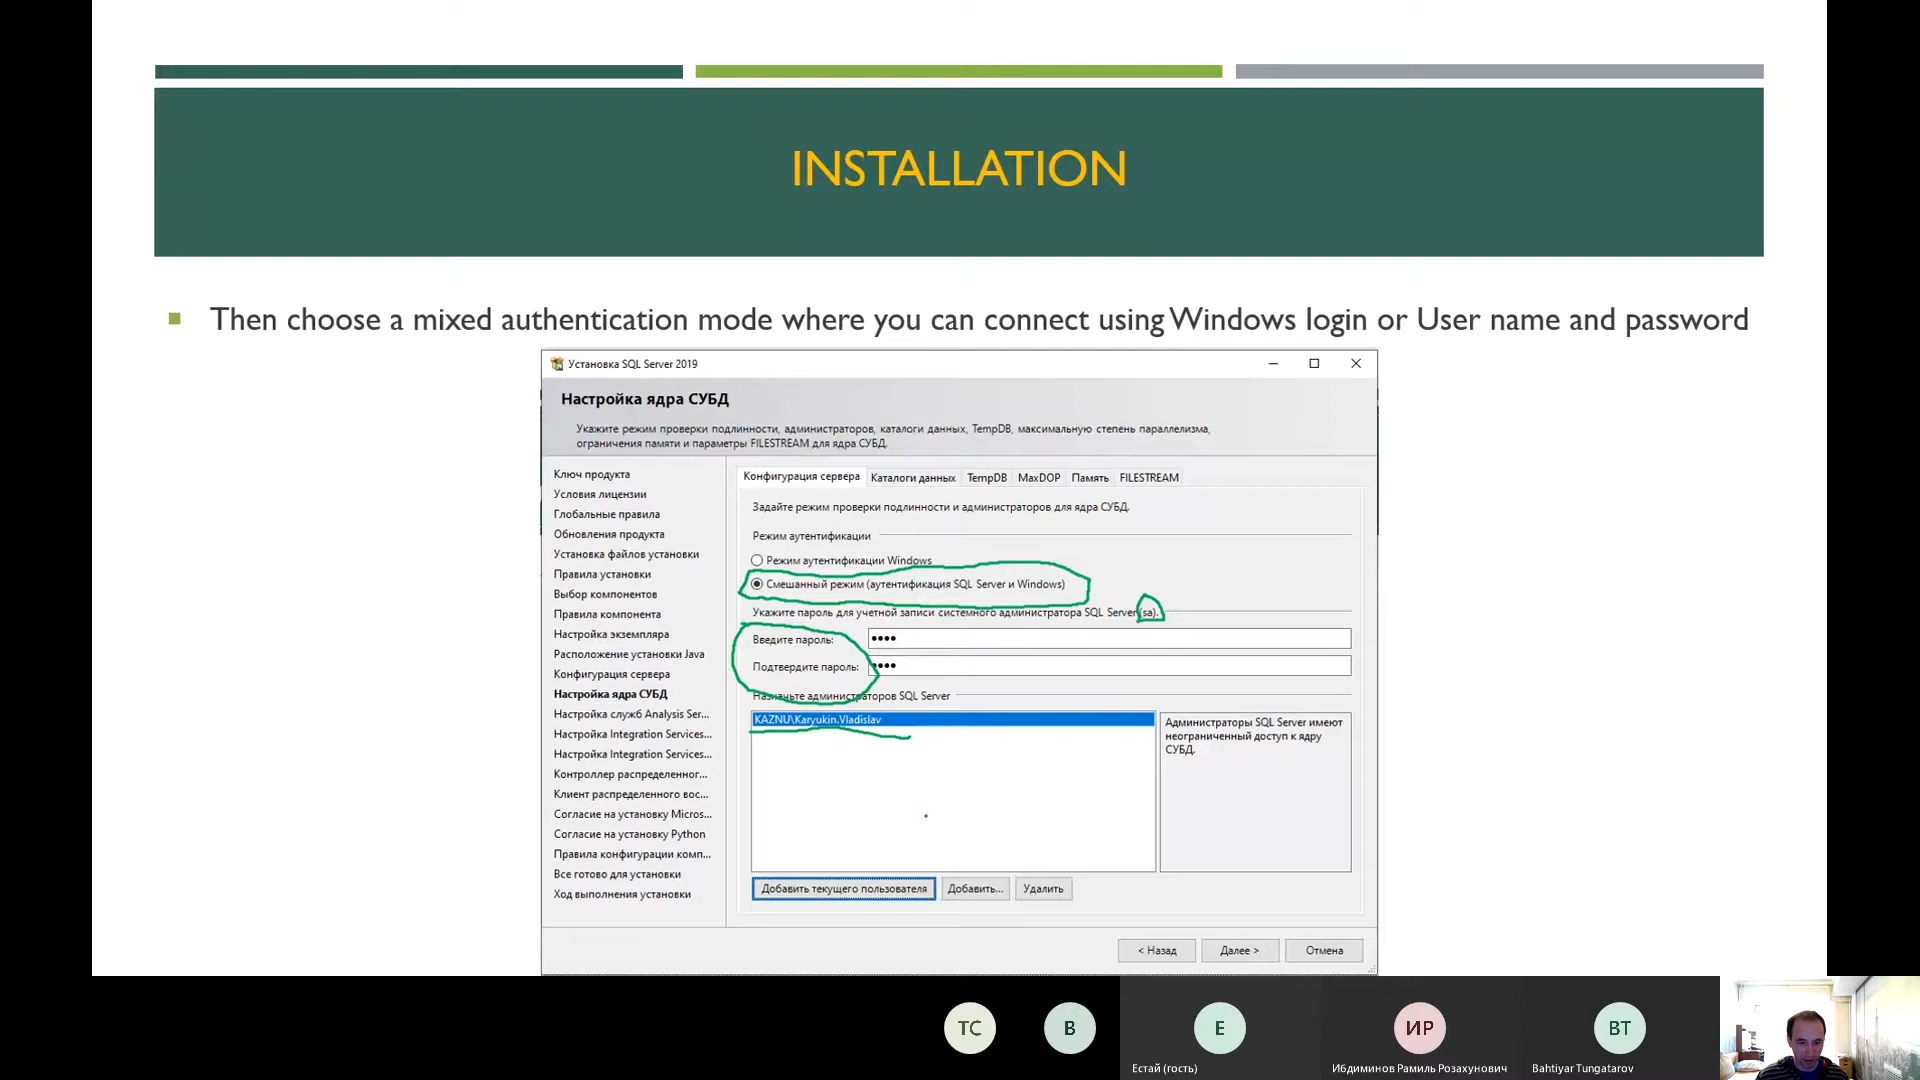 INSTALLATION
Then choose a mixed authentication mode where you can connect using Windows login or User name and password
Установка SQL Server 2019
Настройка ядра СУБД
Укажите режим проверки подлинности, администраторов, каталоги данных, TempDB, максимальную степень параллелизма,
ограничения памяти и параметры FILESTREAM для ядра СУБД.
Ключ продукта
Условия лицензии
Глобальные правила
Обновления продукта
Установка файлов установки
Правила установки
Выбор компонентов
Правила компонента
Настройка экземпляра
Расположение установки Java
Конфигурация сервера
Настройка ядра СУБД
Настройка служб Analysis Ser...
Настройка Integration Services...
Настройка Integration Services...
Контроллер распределенног...
Клиент распределенного вос...
Согласие на установку Micros...
Согласие на установку Python
Правила конфигурации комп...
Все готово для установки
Ход выполнения установки
Конфигурация сервера Каталоги данных TempDB MaxDOP Память FILESTREAM
Задайте режим проверки подлинности и администраторов для ядра СУБД.
Режим аутентификации
Режим аутентификации Windows
Смешанный режим (аутентификация SQL Server и Windows)
Укажите пароль для учетной записи системного администратора SQL Server (sa).
Введите пароль: ••••
Подтвердите пароль: ••••
Назначьте администраторов SQL Server
KAZNU\Karyukin.Vladislav
Администраторы SQL Server имеют
неограниченный доступ к ядру
СУБД.
Добавить текущего пользователя Добавить... Удалить
< Назад Далее > Отмена
TC B E ИР BT
Естай (гость) Ибдиминов Рамиль Розахунович Bahtiyar Tungatarov